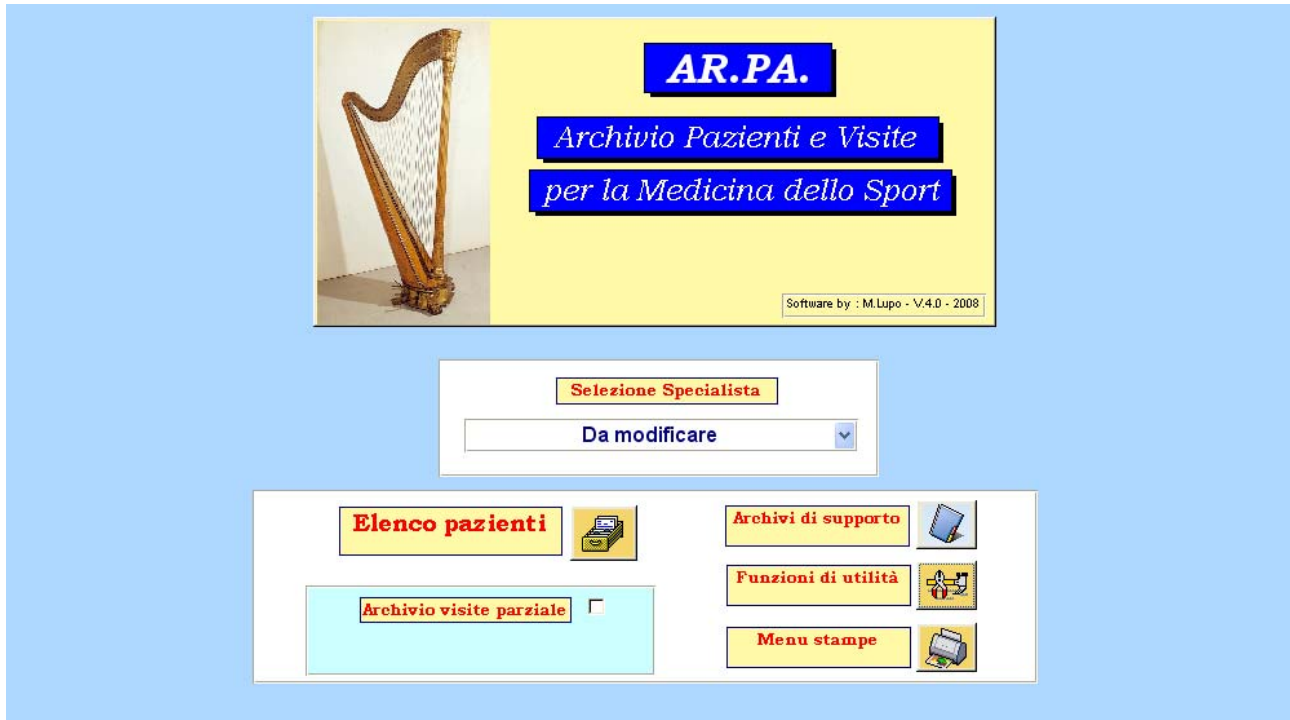 AR.PA.
Archivio Pazienti e Visite
per la Medicina dello Sport
Software by : M.Lupo - V.4.0 - 2008
Selezione Specialista
Da modificare
Elenco pazienti
Archivi di supporto
Funzioni di utilità
Archivio visite parziale
Menu stampe